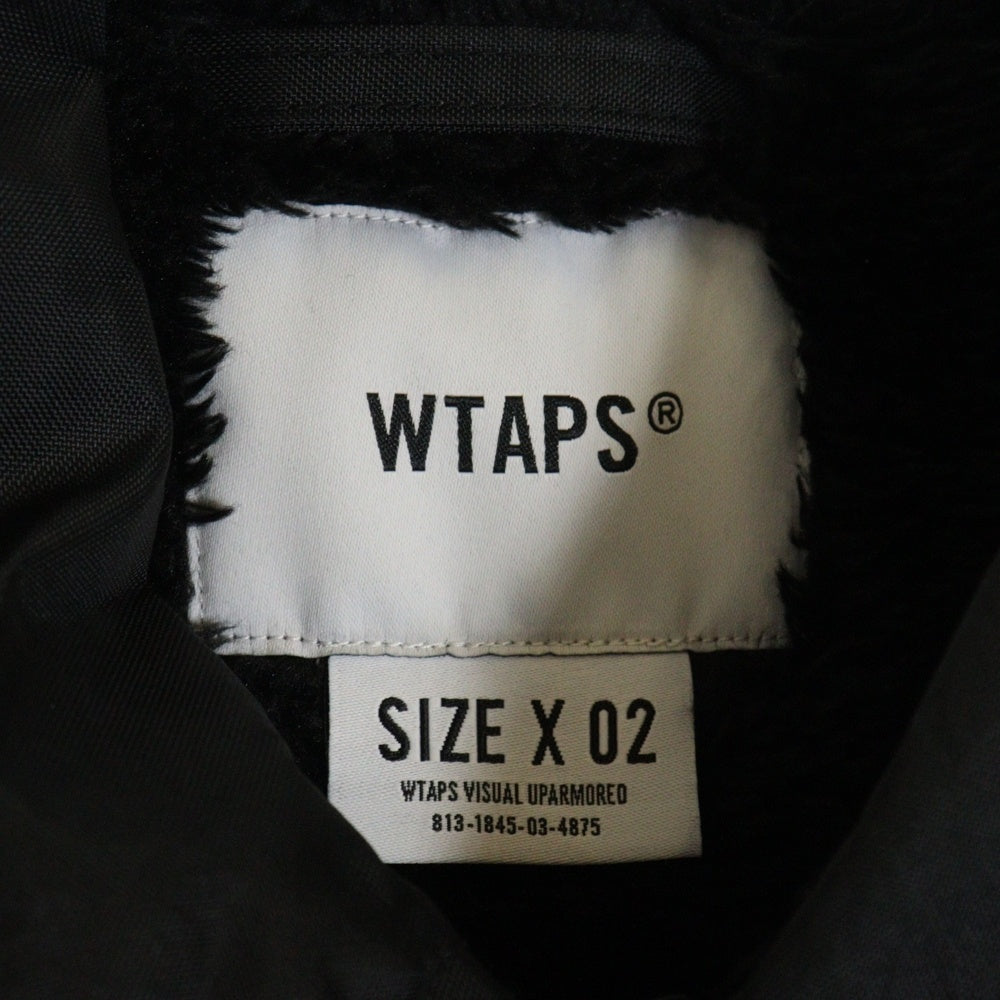 WTAPS®
SIZE X 02
WTAPS VISUAL UPARMORED
813-1845-03-4875